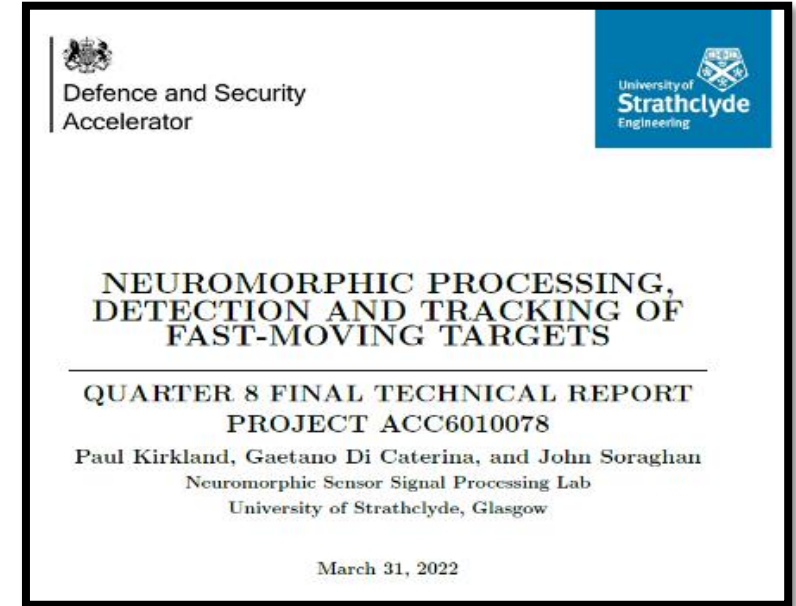 Defence and Security
Accelerator
University of
Strathclyde
Engineering
NEUROMORPHIC PROCESSING,
DETECTION AND TRACKING OF
FAST-MOVING TARGETS
QUARTER 8 FINAL TECHNICAL REPORT
PROJECT ACC6010078
Paul Kirkland, Gaetano Di Caterina, and John Soraghan
Neuromorphic Sensor Signal Processing Lab
University of Strathclyde, Glasgow
March 31, 2022